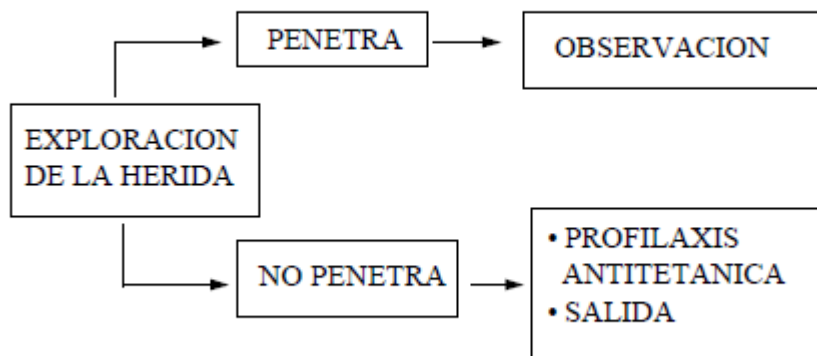 PENETRA
OBSERVACION
EXPLORACION
DE LA HERIDA
NO PENETRA
• PROFILAXIS
ANTITETANICA
• SALIDA